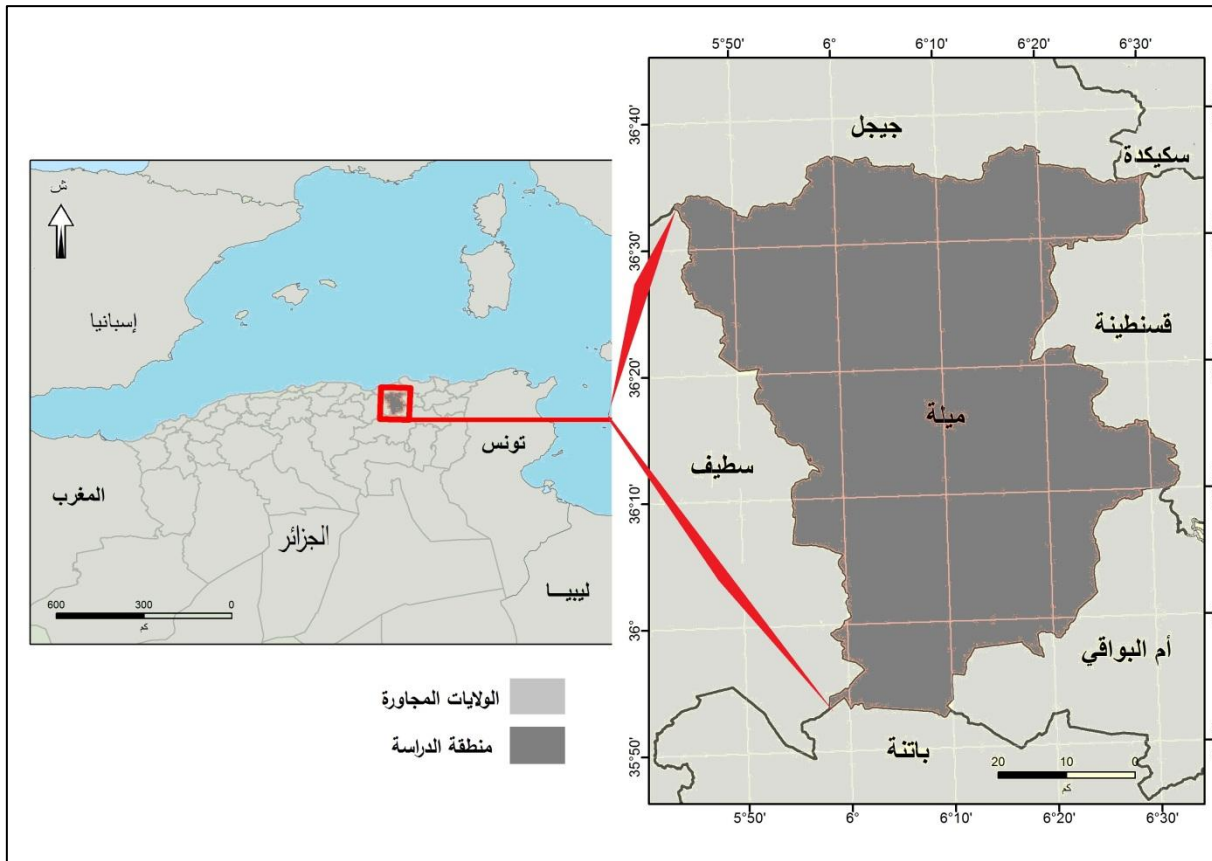 ش
إسبانيا
تونس
المغرب
الجزائر
ليبيـــا
600 300 0
كم
الولايات المجاورة
منطقة الدراسة
5°50' 6° 6°10' 6°20' 6°30'
36°40'
36°30'
36°20'
36°10'
36°
35°50'
جيجل
سكيكدة
قسنطينة
ميلة
سطيف
أم البواقي
باتنة
20 10 0
كم
5°50' 6° 6°10' 6°20' 6°30'